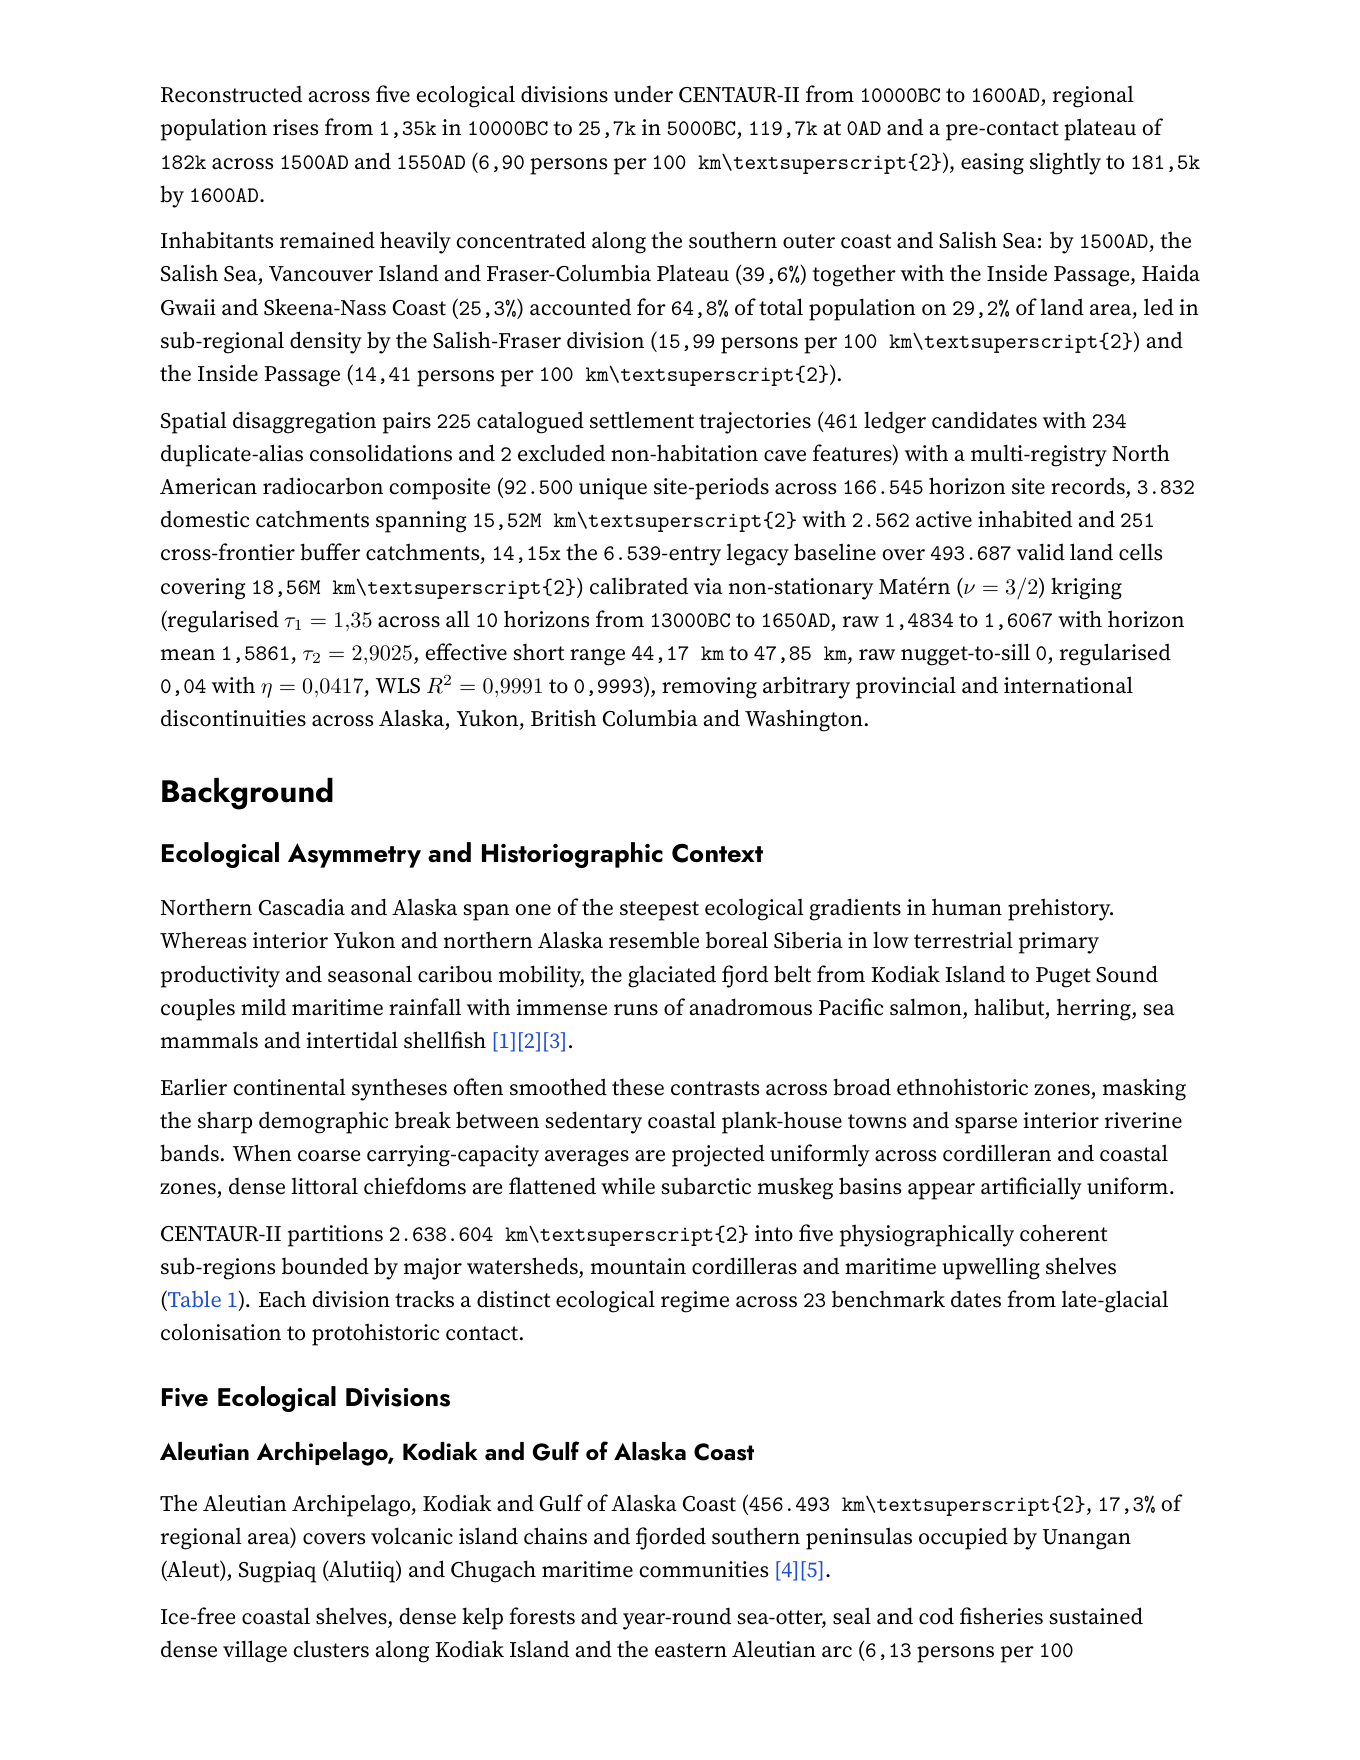 Reconstructed across five ecological divisions under CENTAUR-II from 10000BC to 1600AD, regional
population rises from 1,35k in 10000BC to 25,7k in 5000BC, 119,7k at 0AD and a pre-contact plateau of
182k across 1500AD and 1550AD (6,90 persons per 100 km\textsuperscript{2}), easing slightly to 181,5k
by 1600AD.
Inhabitants remained heavily concentrated along the southern outer coast and Salish Sea: by 1500AD, the
Salish Sea, Vancouver Island and Fraser-Columbia Plateau (39,6%) together with the Inside Passage, Haida
Gwaii and Skeena-Nass Coast (25,3%) accounted for 64,8% of total population on 29,2% of land area, led in
sub-regional density by the Salish-Fraser division (15,99 persons per 100 km\textsuperscript{2}) and
the Inside Passage (14,41 persons per 100 km\textsuperscript{2}).
Spatial disaggregation pairs 225 catalogued settlement trajectories (461 ledger candidates with 234
duplicate-alias consolidations and 2 excluded non-habitation cave features) with a multi-registry North
American radiocarbon composite (92.500 unique site-periods across 166.545 horizon site records, 3.832
domestic catchments spanning 15,52M km\textsuperscript{2} with 2.562 active inhabited and 251
cross-frontier buffer catchments, 14,15x the 6.539-entry legacy baseline over 493.687 valid land cells
covering 18,56M km\textsuperscript{2}) calibrated via non-stationary Matérn (ν = 3/2) kriging
(regularised τ₁ = 1,35 across all 10 horizons from 13000BC to 1650AD, raw 1,4834 to 1,6067 with horizon
mean 1,5861, τ₂ = 2,9025, effective short range 44,17 km to 47,85 km, raw nugget-to-sill 0, regularised
0,04 with η = 0,0417, WLS R² = 0,9991 to 0,9993), removing arbitrary provincial and international
discontinuities across Alaska, Yukon, British Columbia and Washington.
Background
Ecological Asymmetry and Historiographic Context
Northern Cascadia and Alaska span one of the steepest ecological gradients in human prehistory.
Whereas interior Yukon and northern Alaska resemble boreal Siberia in low terrestrial primary
productivity and seasonal caribou mobility, the glaciated fjord belt from Kodiak Island to Puget Sound
couples mild maritime rainfall with immense runs of anadromous Pacific salmon, halibut, herring, sea
mammals and intertidal shellfish [1][2][3].
Earlier continental syntheses often smoothed these contrasts across broad ethnohistoric zones, masking
the sharp demographic break between sedentary coastal plank-house towns and sparse interior riverine
bands. When coarse carrying-capacity averages are projected uniformly across cordilleran and coastal
zones, dense littoral chiefdoms are flattened while subarctic muskeg basins appear artificially uniform.
CENTAUR-II partitions 2.638.604 km\textsuperscript{2} into five physiographically coherent
sub-regions bounded by major watersheds, mountain cordilleras and maritime upwelling shelves
(Table 1). Each division tracks a distinct ecological regime across 23 benchmark dates from late-glacial
colonisation to protohistoric contact.
Five Ecological Divisions
Aleutian Archipelago, Kodiak and Gulf of Alaska Coast
The Aleutian Archipelago, Kodiak and Gulf of Alaska Coast (456.493 km\textsuperscript{2}, 17,3% of
regional area) covers volcanic island chains and fjorded southern peninsulas occupied by Unangan
(Aleut), Sugpiaq (Alutiiq) and Chugach maritime communities [4][5].
Ice-free coastal shelves, dense kelp forests and year-round sea-otter, seal and cod fisheries sustained
dense village clusters along Kodiak Island and the eastern Aleutian arc (6,13 persons per 100